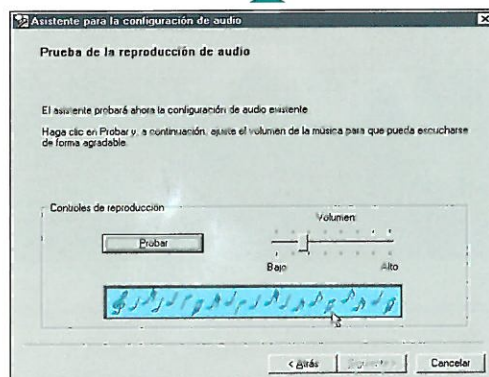 Asistente para la configuración de audio
Prueba de la reproducción de audio
El asistente probará ahora la configuración de audio existente
Haga clic en Probar y, a continuación, ajuste el volumen de la música para que pueda escucharse
de forma agradable.
Controles de reproducción
Volumen:
Probar
Bajo
Alto
< Atrás
Siguiente >
Cancelar